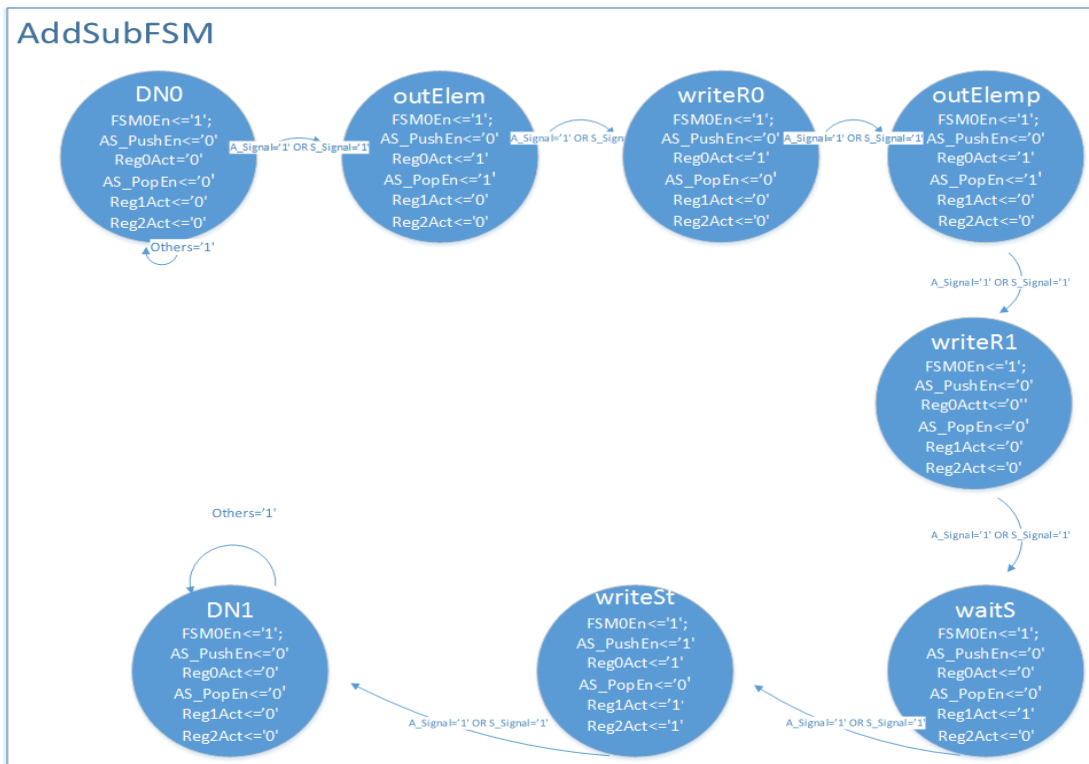 AddSubFSM
DN0
FSM0En<='1';
AS_PushEn<='0'
Reg0Act='0'
AS_PopEn<='0'
Reg1Act<='0'
Reg2Act<='0'
Others='1'
A_Signal='1' OR S_Signal='1'
outElem
FSM0En<='1';
AS_PushEn<='0'
Reg0Act<='1'
AS_PopEn<='1'
Reg1Act<='0'
Reg2Act<='0'
A_Signal='1' OR S_Signal='1'
writeR0
FSM0En<='1';
AS_PushEn<='0'
Reg0Act<='1'
AS_PopEn<='0'
Reg1Act<='0'
Reg2Act<='0'
A_Signal='1' OR S_Signal='1'
outElemp
FSM0En<='1';
AS_PushEn<='0'
Reg0Act<='1'
AS_PopEn<='1'
Reg1Act<='0'
Reg2Act<='0'
A_Signal='1' OR S_Signal='1'
writeR1
FSM0En<='1';
AS_PushEn<='0'
Reg0Actt<='0''
AS_PopEn<='0'
Reg1Act<='0'
Reg2Act<='0'
A_Signal='1' OR S_Signal='1'
Others='1'
DN1
FSM0En<='1';
AS_PushEn<='0'
Reg0Act<='0'
AS_PopEn<='0'
Reg1Act<='0'
Reg2Act<='0'
A_Signal='1' OR S_Signal='1'
writeSt
FSM0En<='1';
AS_PushEn<='1'
Reg0Act<='1'
AS_PopEn<='0'
Reg1Act<='1'
Reg2Act<='1'
A_Signal='1' OR S_Signal='1'
waitS
FSM0En<='1';
AS_PushEn<='0'
Reg0Act<='0'
AS_PopEn<='0'
Reg1Act<='1'
Reg2Act<='0'